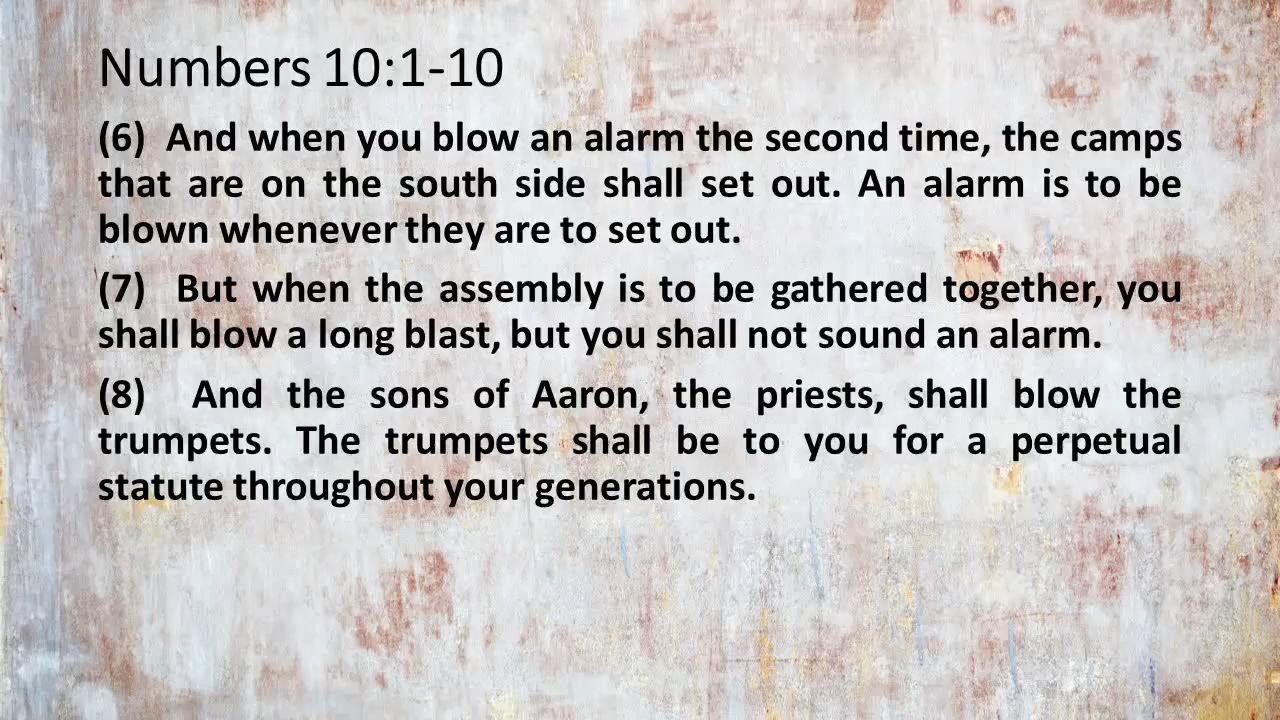 Numbers 10:1-10
(6) And when you blow an alarm the second time, the camps
that are on the south side shall set out. An alarm is to be
blown whenever they are to set out.
(7) But when the assembly is to be gathered together, you
shall blow a long blast, but you shall not sound an alarm.
(8) And the sons of Aaron, the priests, shall blow the
trumpets. The trumpets shall be to you for a perpetual
statute throughout your generations.